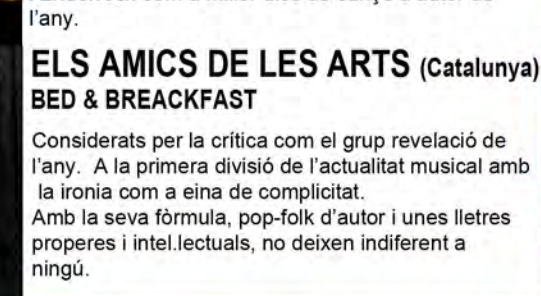 l'any.
ELS AMICS DE LES ARTS (Catalunya)
BED & BREACKFAST
Considerats per la crítica com el grup revelació de
l'any. A la primera divisió de l'actualitat musical amb
la ironia com a eina de complicitat.
Amb la seva fòrmula, pop-folk d'autor i unes lletres
properes i intel.lectuals, no deixen indiferent a
ningú.